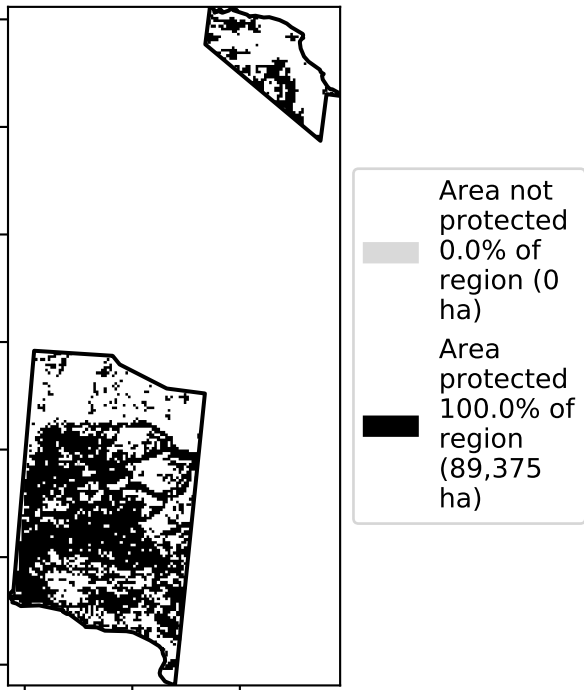 Area not
protected
0.0% of
region (0
ha)
Area
protected
100.0% of
region
(89,375
ha)